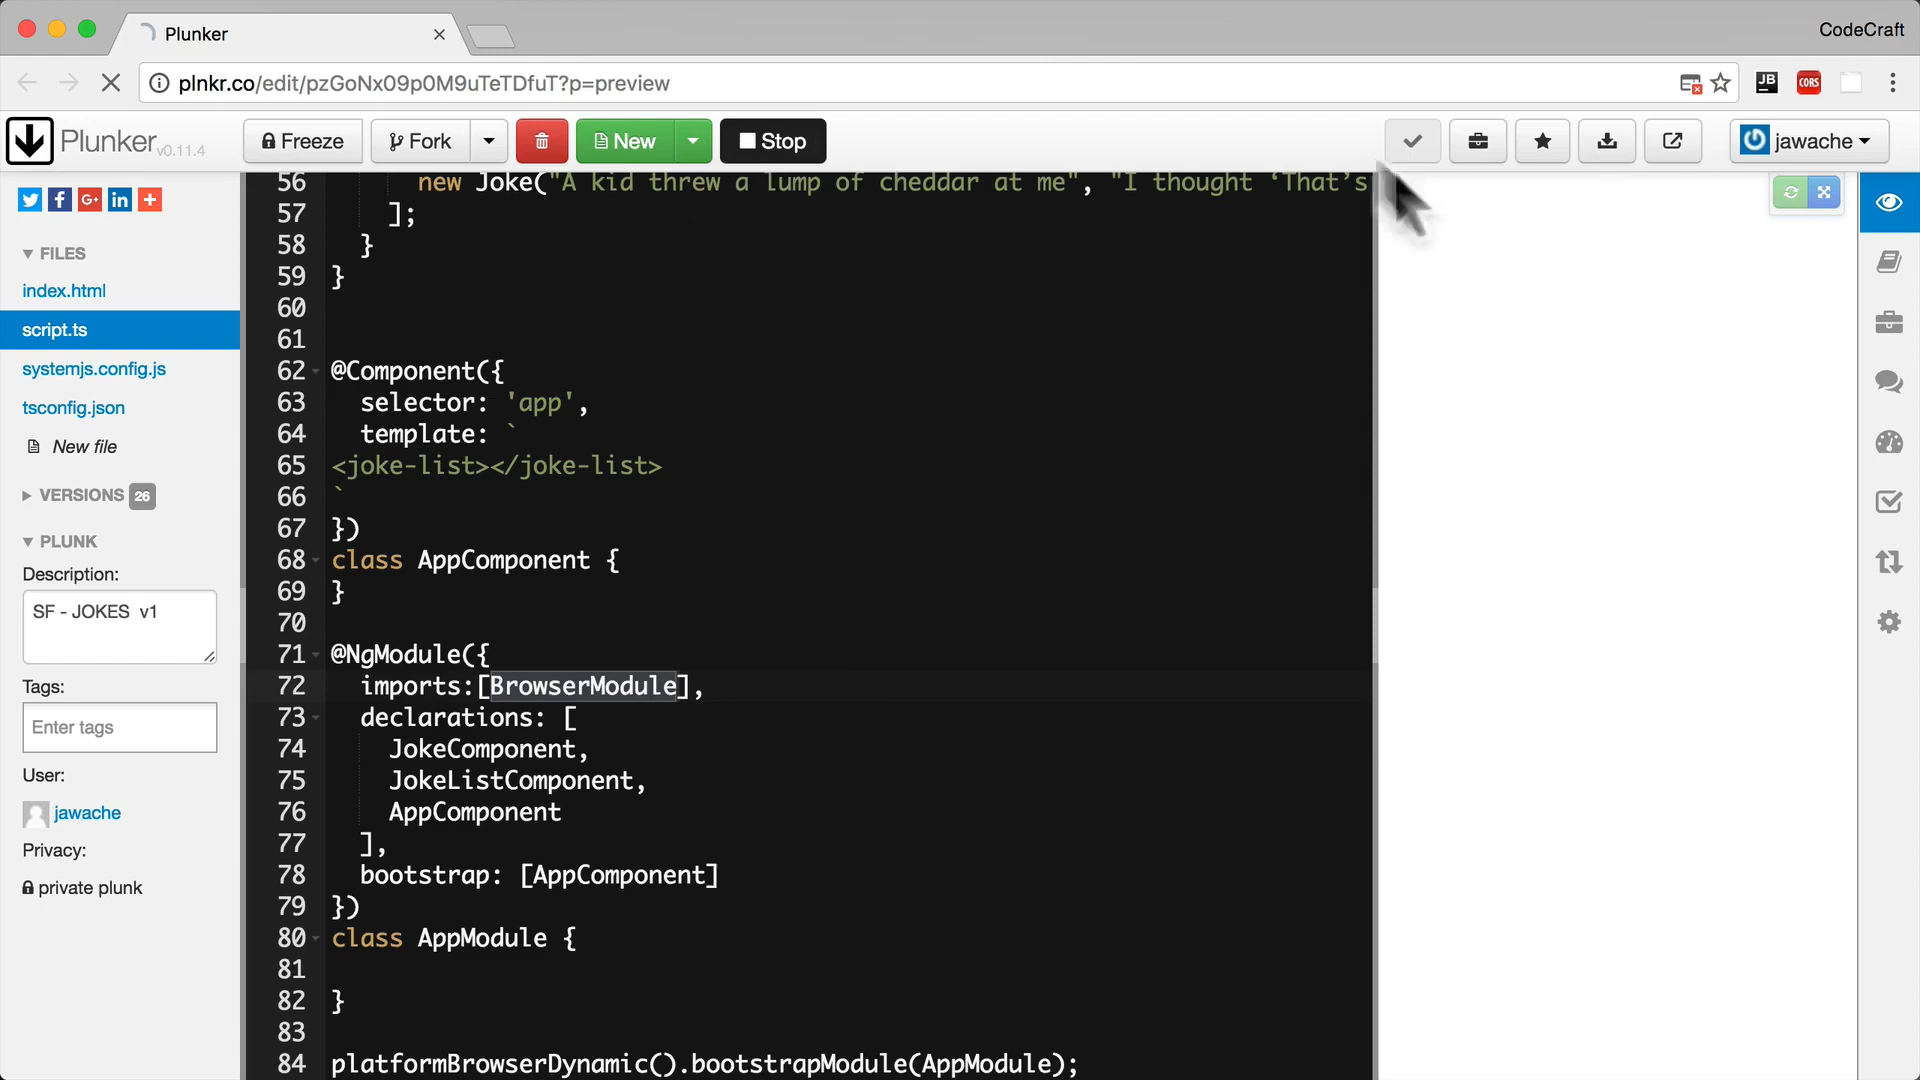 Plunker
CodeCraft
plnkr.co/edit/pzGoNx09p0M9uTeTDfuT?p=preview
JB
CORS
Plunker v0.11.4
Freeze
Fork
New
Stop
jawache
FILES
index.html
script.ts
systemjs.config.js
tsconfig.json
New file
VERSIONS 26
PLUNK
Description:
SF - JOKES v1
Tags:
Enter tags
User:
jawache
Privacy:
private plunk
56 new Joke("A kid threw a lump of cheddar at me", "I thought ‘That’s
57 ];
58 }
59 }
60
61
62 @Component({
63 selector: 'app',
64 template: `
65 <joke-list></joke-list>
66 `
67 })
68 class AppComponent {
69 }
70
71 @NgModule({
72 imports:[BrowserModule],
73 declarations: [
74 JokeComponent,
75 JokeListComponent,
76 AppComponent
77 ],
78 bootstrap: [AppComponent]
79 })
80 class AppModule {
81
82 }
83
84 platformBrowserDynamic().bootstrapModule(AppModule);